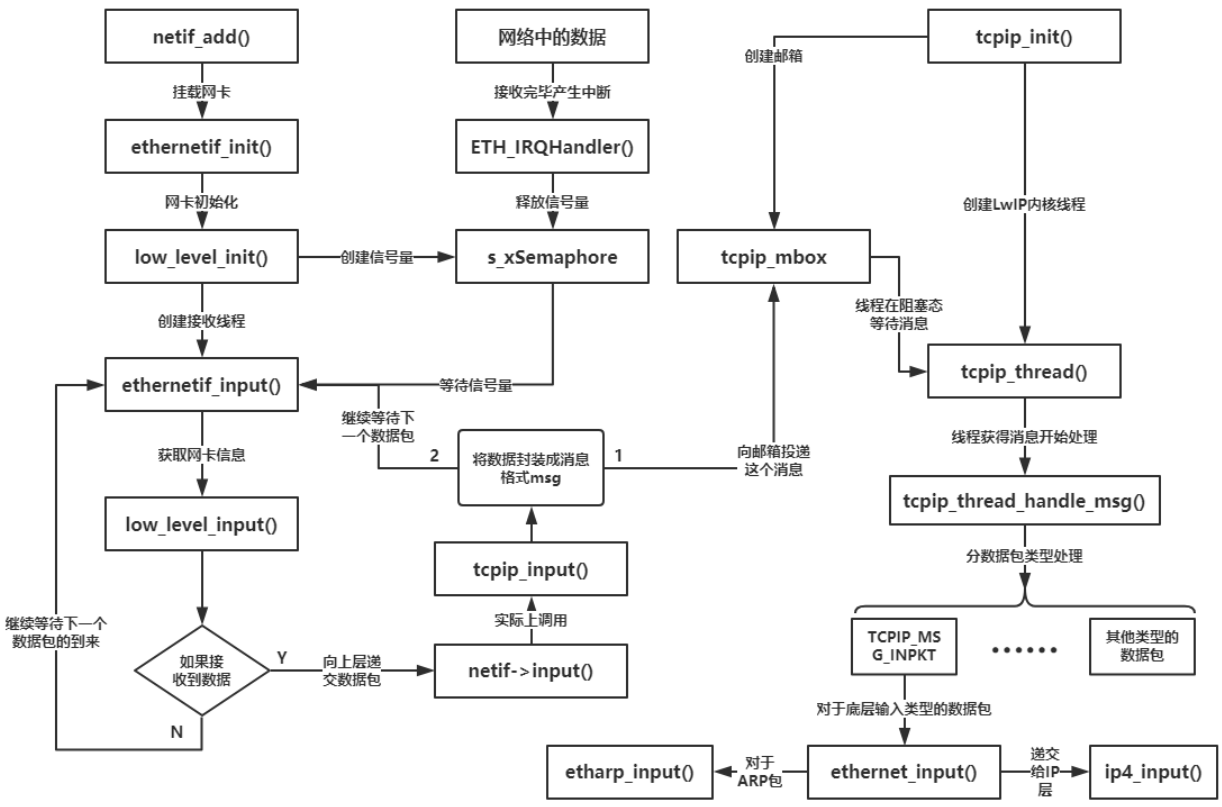 netif_add()
网络中的数据
tcpip_init()
挂载网卡
接收完毕产生中断
创建邮箱
ethernetif_init()
ETH_IRQHandler()
网卡初始化
释放信号量
创建LwIP内核线程
low_level_init()
创建信号量
s_xSemaphore
tcpip_mbox
线程在阻塞态
等待消息
创建接收线程
ethernetif_input()
等待信号量
tcpip_thread()
继续等待下
一个数据包
获取网卡信息
2
将数据封装成消息
格式msg
1
向邮箱投递
这个消息
线程获得消息开始处理
low_level_input()
tcpip_thread_handle_msg()
tcpip_input()
分数据包类型处理
继续等待下一个
数据包的到来
实际上调用
TCPIP_MS
G_INPKT
······
其他类型的
数据包
如果接
收到数据
Y
向上层递
交数据包
netif->input()
N
对于底层输入类型的数据包
etharp_input()
对于
ARP包
ethernet_input()
递交
给IP
层
ip4_input()